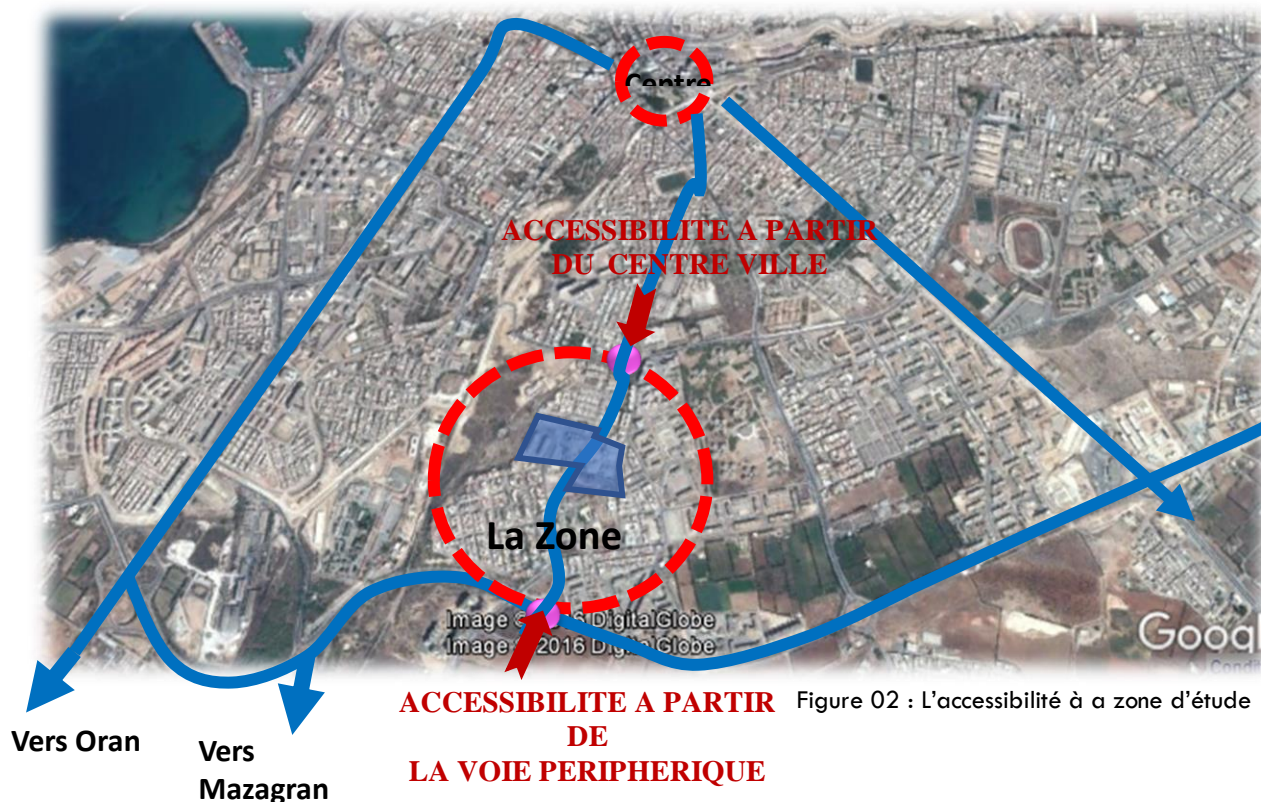 Centre
ACCESSIBILITE A PARTIR
DU CENTRE VILLE
La Zone
Image © 2016 DigitalGlobe
Image © 2016 DigitalGlobe
Googl
Condit
ACCESSIBILITE A PARTIR
DE
LA VOIE PERIPHERIQUE
Figure 02 : L'accessibilité à a zone d'étude
Vers Oran
Vers
Mazagran